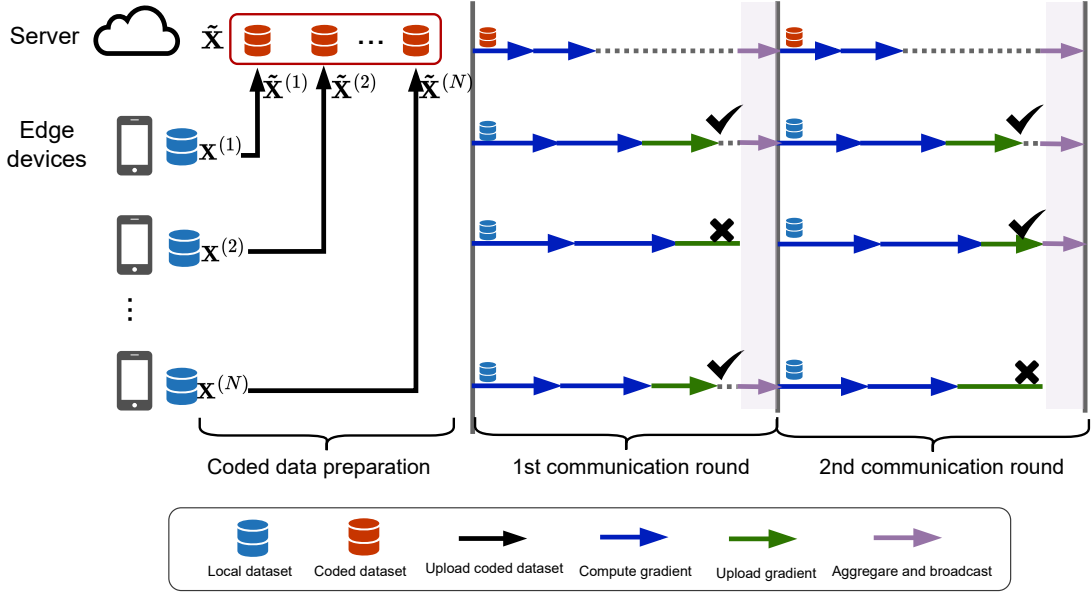 Server
X̃
...
X̃^(1)
X̃^(2)
X̃^(N)
Edge
devices
X^(1)
X^(2)
⋮
X^(N)
Coded data preparation
1st communication round
2nd communication round
Local dataset
Coded dataset
Upload coded dataset
Compute gradient
Upload gradient
Aggregare and broadcast